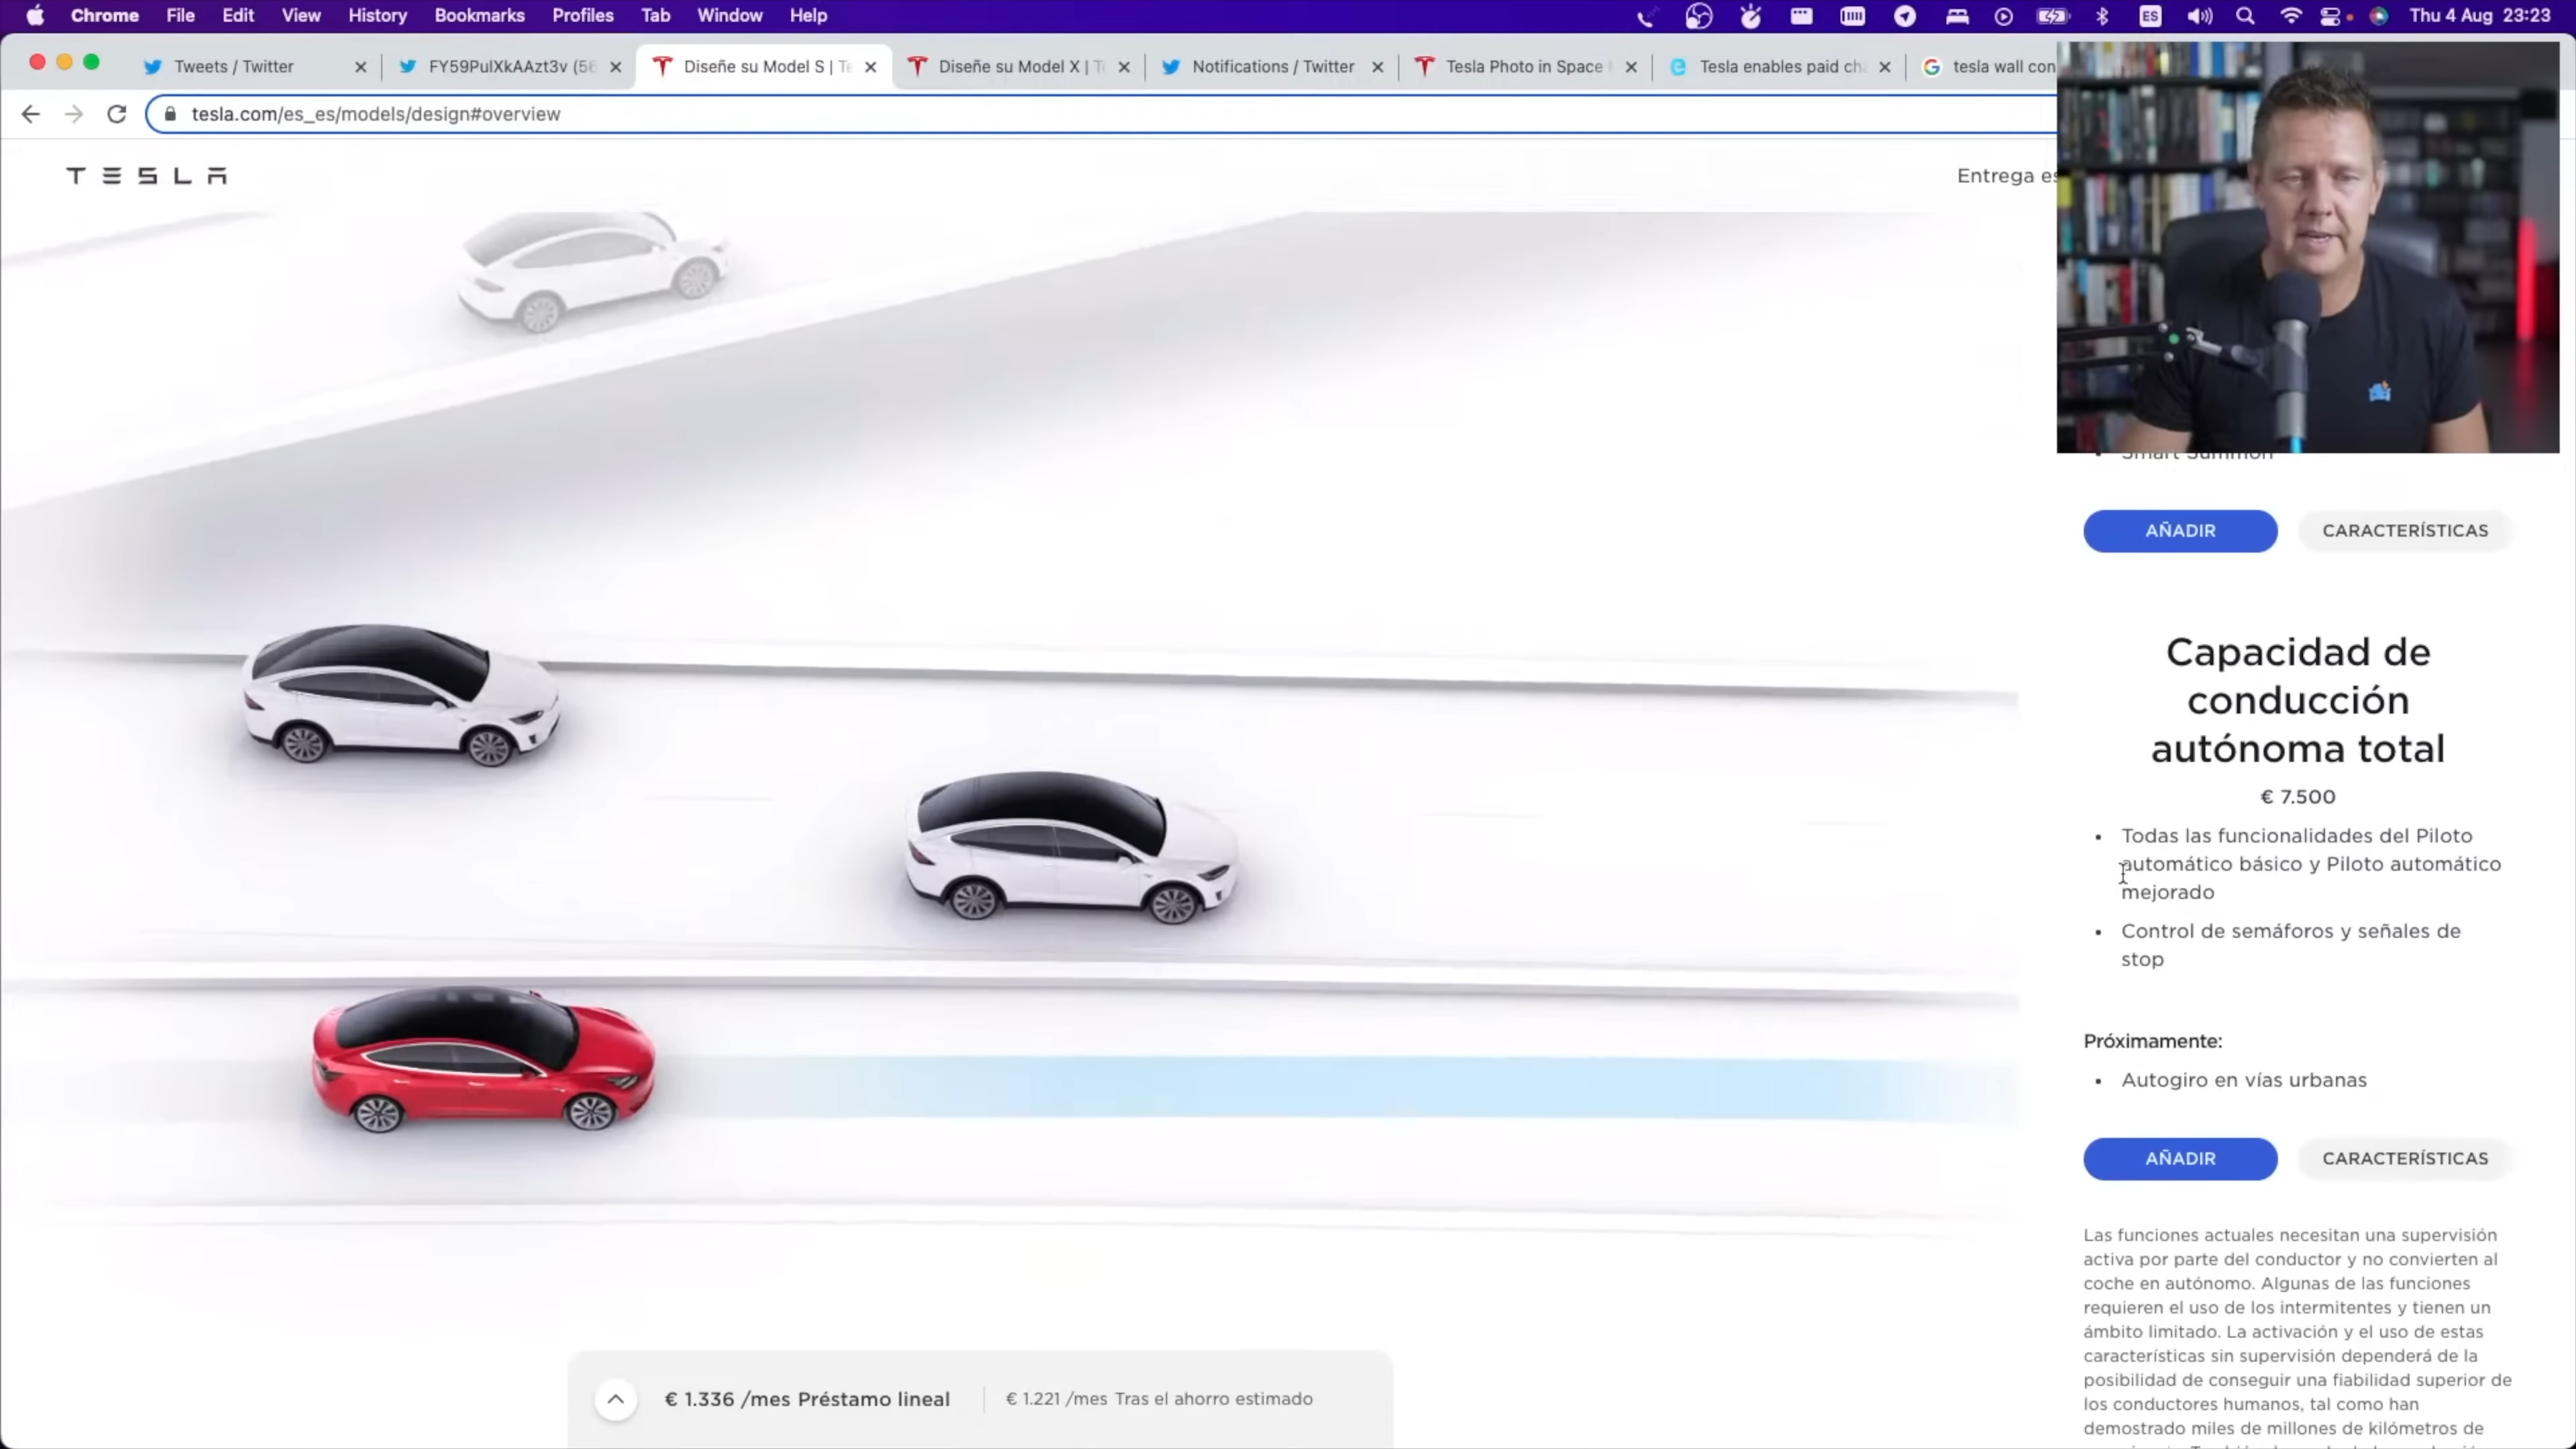 Chrome File Edit View History Bookmarks Profiles Tab Window Help ES Thu 4 Aug 23:23
Tweets / Twitter FY59PulXkAAzt3v (56 Diseñe su Model S | Te Diseñe su Model X | T Notifications / Twitter Tesla Photo in Space Tesla enables paid ch tesla wall con
tesla.com/es_es/models/design#overview
TESLA Entrega es
Smart Summon
AÑADIR CARACTERÍSTICAS
Capacidad de
conducción
autónoma total
€ 7.500
• Todas las funcionalidades del Piloto
automático básico y Piloto automático
mejorado
• Control de semáforos y señales de
stop
Próximamente:
• Autogiro en vías urbanas
AÑADIR CARACTERÍSTICAS
Las funciones actuales necesitan una supervisión
activa por parte del conductor y no convierten al
coche en autónomo. Algunas de las funciones
requieren el uso de los intermitentes y tienen un
ámbito limitado. La activación y el uso de estas
características sin supervisión dependerá de la
posibilidad de conseguir una fiabilidad superior de
los conductores humanos, tal como han
demostrado miles de millones de kilómetros de
€ 1.336 /mes Préstamo lineal € 1.221 /mes Tras el ahorro estimado